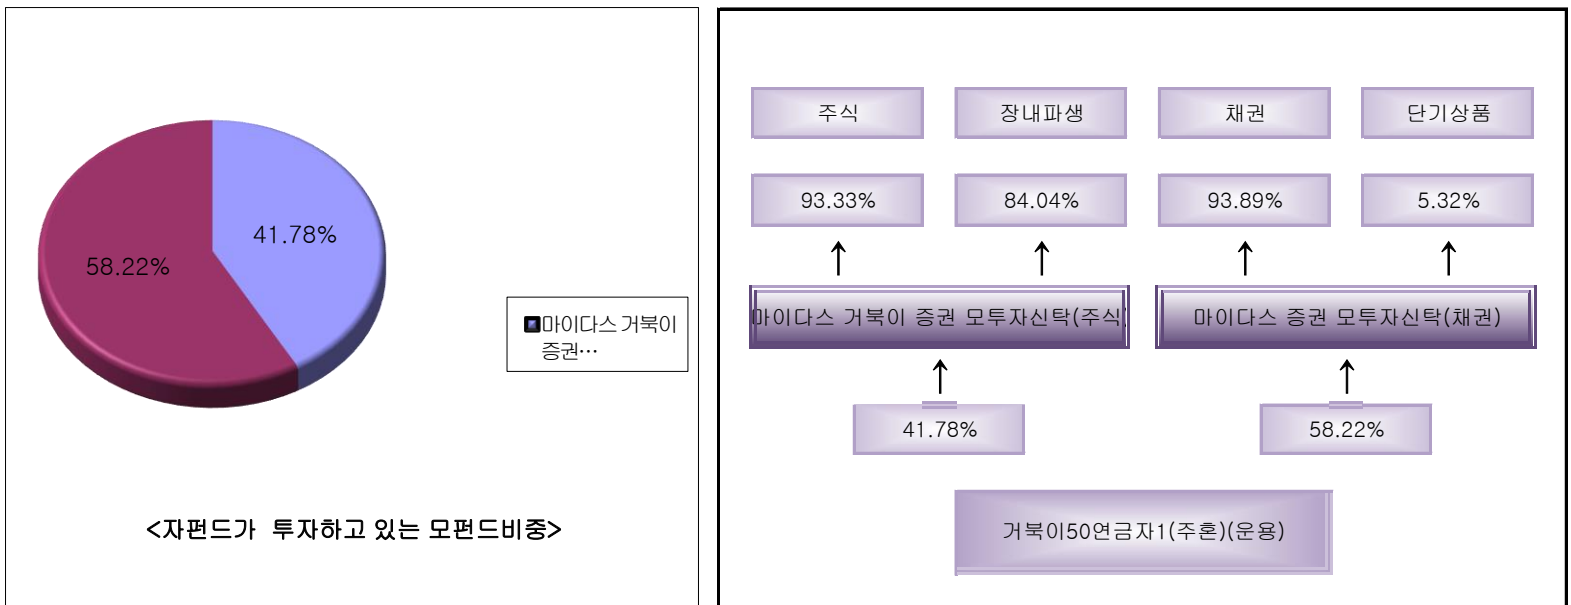 41.78%
58.22%
마이다스 거북이
증권…
<자펀드가 투자하고 있는 모펀드비중>
주식 장내파생 채권 단기상품
93.33% 84.04% 93.89% 5.32%
마이다스 거북이 증권 모투자신탁(주식) 마이다스 증권 모투자신탁(채권)
41.78% 58.22%
거북이50연금자1(주혼)(운용)